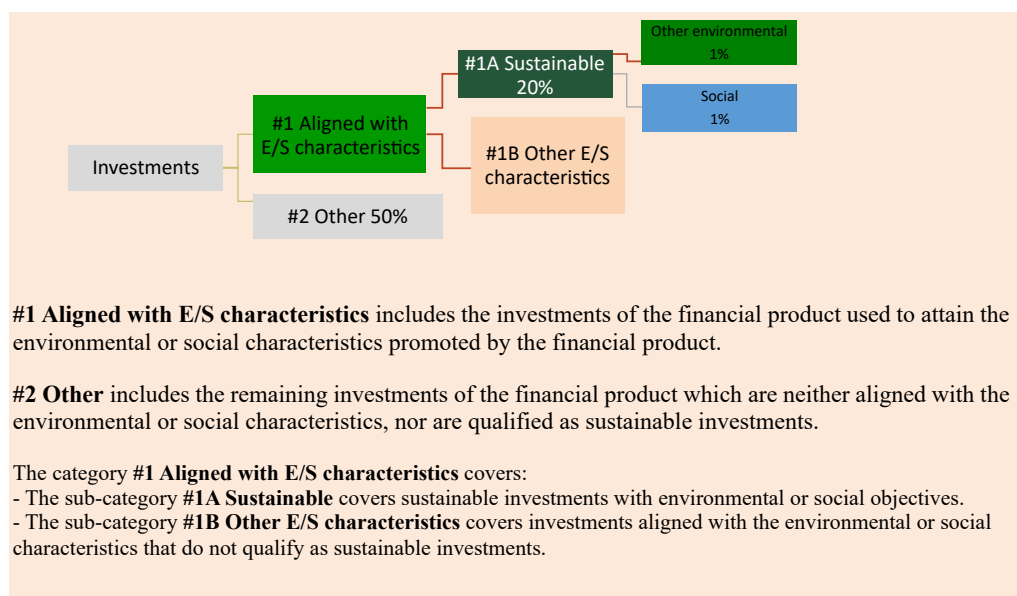 Other environmental
1%
#1A Sustainable
20%
Social
1%
#1 Aligned with
E/S characteristics
#1B Other E/S
characteristics
Investments
#2 Other 50%
#1 Aligned with E/S characteristics includes the investments of the financial product used to attain the
environmental or social characteristics promoted by the financial product.
#2 Other includes the remaining investments of the financial product which are neither aligned with the
environmental or social characteristics, nor are qualified as sustainable investments.
The category #1 Aligned with E/S characteristics covers:
- The sub-category #1A Sustainable covers sustainable investments with environmental or social objectives.
- The sub-category #1B Other E/S characteristics covers investments aligned with the environmental or social
characteristics that do not qualify as sustainable investments.